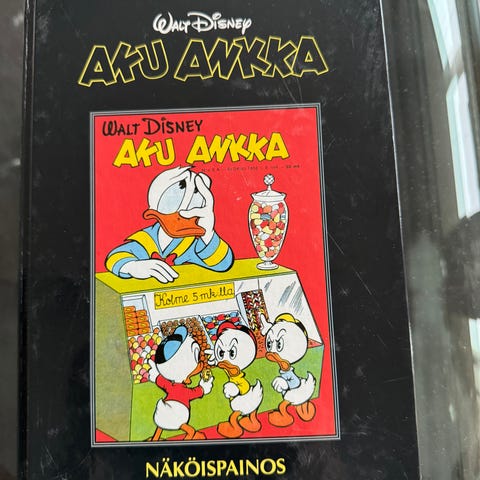 WALT DISNEY
AKU ANKKA
WALT DISNEY
AKU ANKKA
Kolme 5 mk:lla
NÄKÖISPAINOS